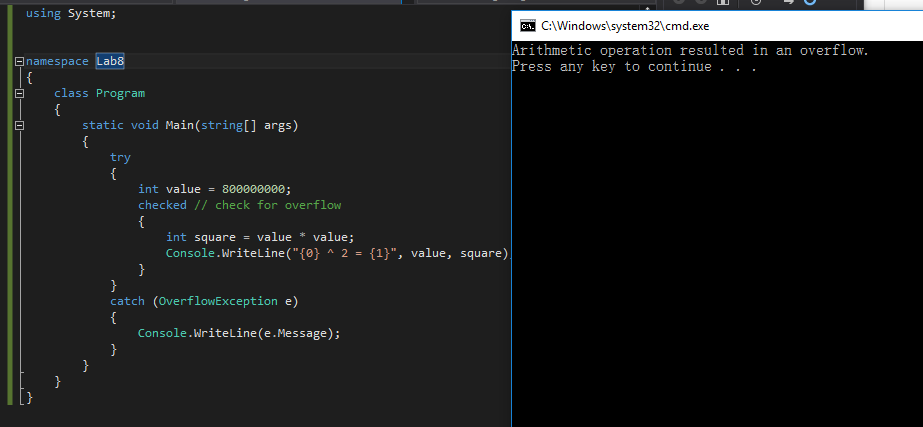 using System;
namespace Lab8
{
class Program
{
static void Main(string[] args)
{
try
{
int value = 800000000;
checked // check for overflow
{
int square = value * value;
Console.WriteLine("{0} ^ 2 = {1}", value, square)
}
}
catch (OverflowException e)
{
Console.WriteLine(e.Message);
}
}
}
}
C:\Windows\system32\cmd.exe
Arithmetic operation resulted in an overflow.
Press any key to continue . . .